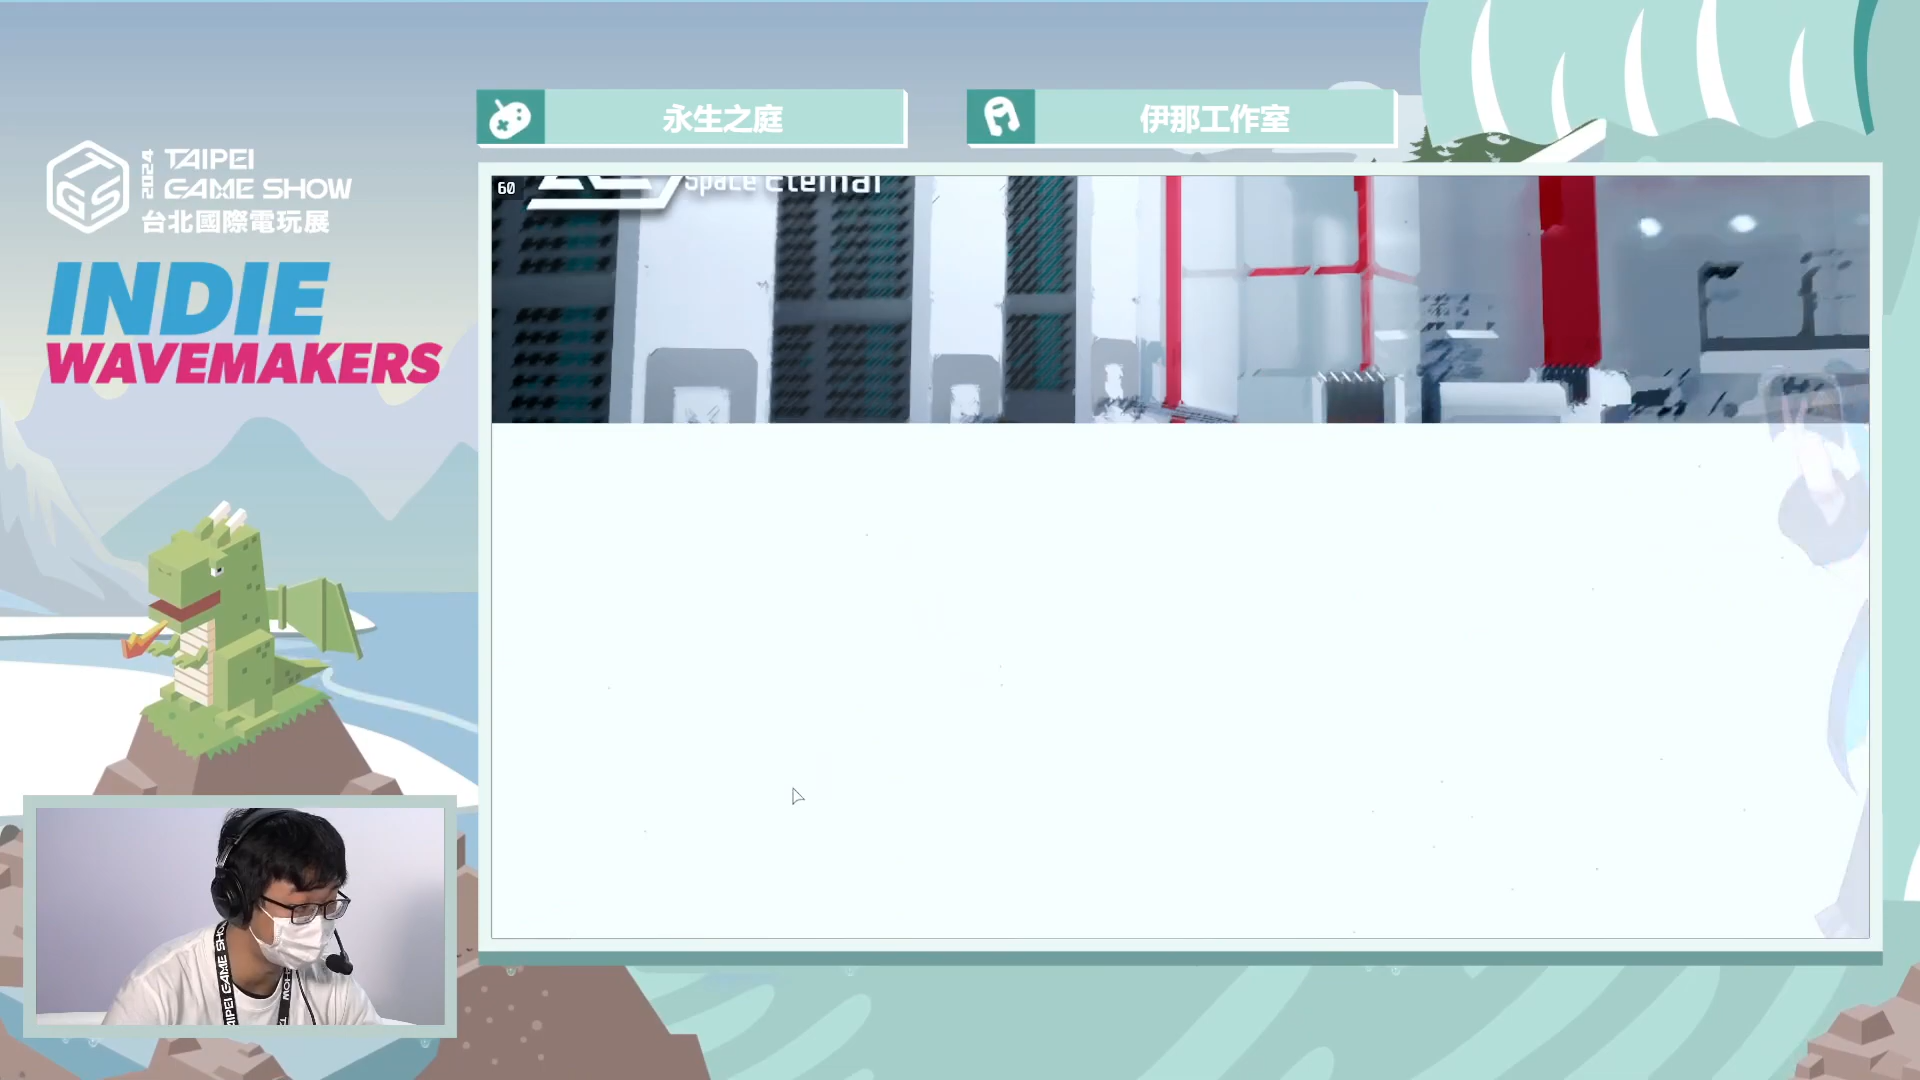 永生之庭
伊那工作室
2024
TAIPEI
GAME SHOW
台北國際電玩展
INDIE
WAVEMAKERS
60
Space Eternal
TAIPEI GAME SHOW